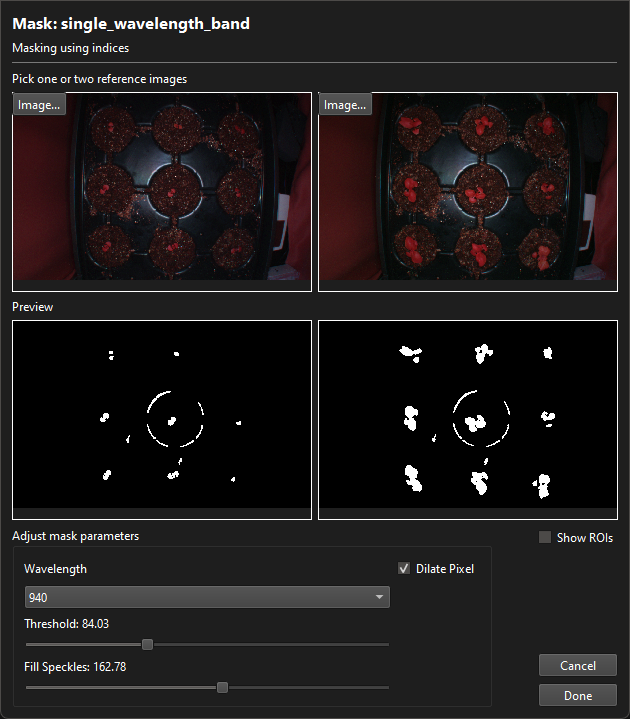 Mask: single_wavelength_band
Masking using indices
Pick one or two reference images
Image...
Image...
Preview
Adjust mask parameters
Show ROIs
Wavelength
Dilate Pixel
940
Threshold: 84.03
Fill Speckles: 162.78
Cancel
Done